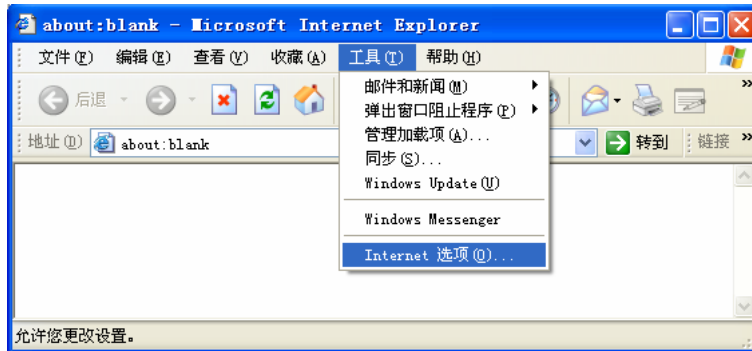 about:blank - Microsoft Internet Explorer
文件(F) 编辑(E) 查看(V) 收藏(A) 工具(T) 帮助(H)
后退
邮件和新闻(M)
弹出窗口阻止程序(P)
管理加载项(A)...
同步(S)...
Windows Update(U)
Windows Messenger
Internet 选项(O)...
地址(D) about:blank 转到 链接 »
允许您更改设置。